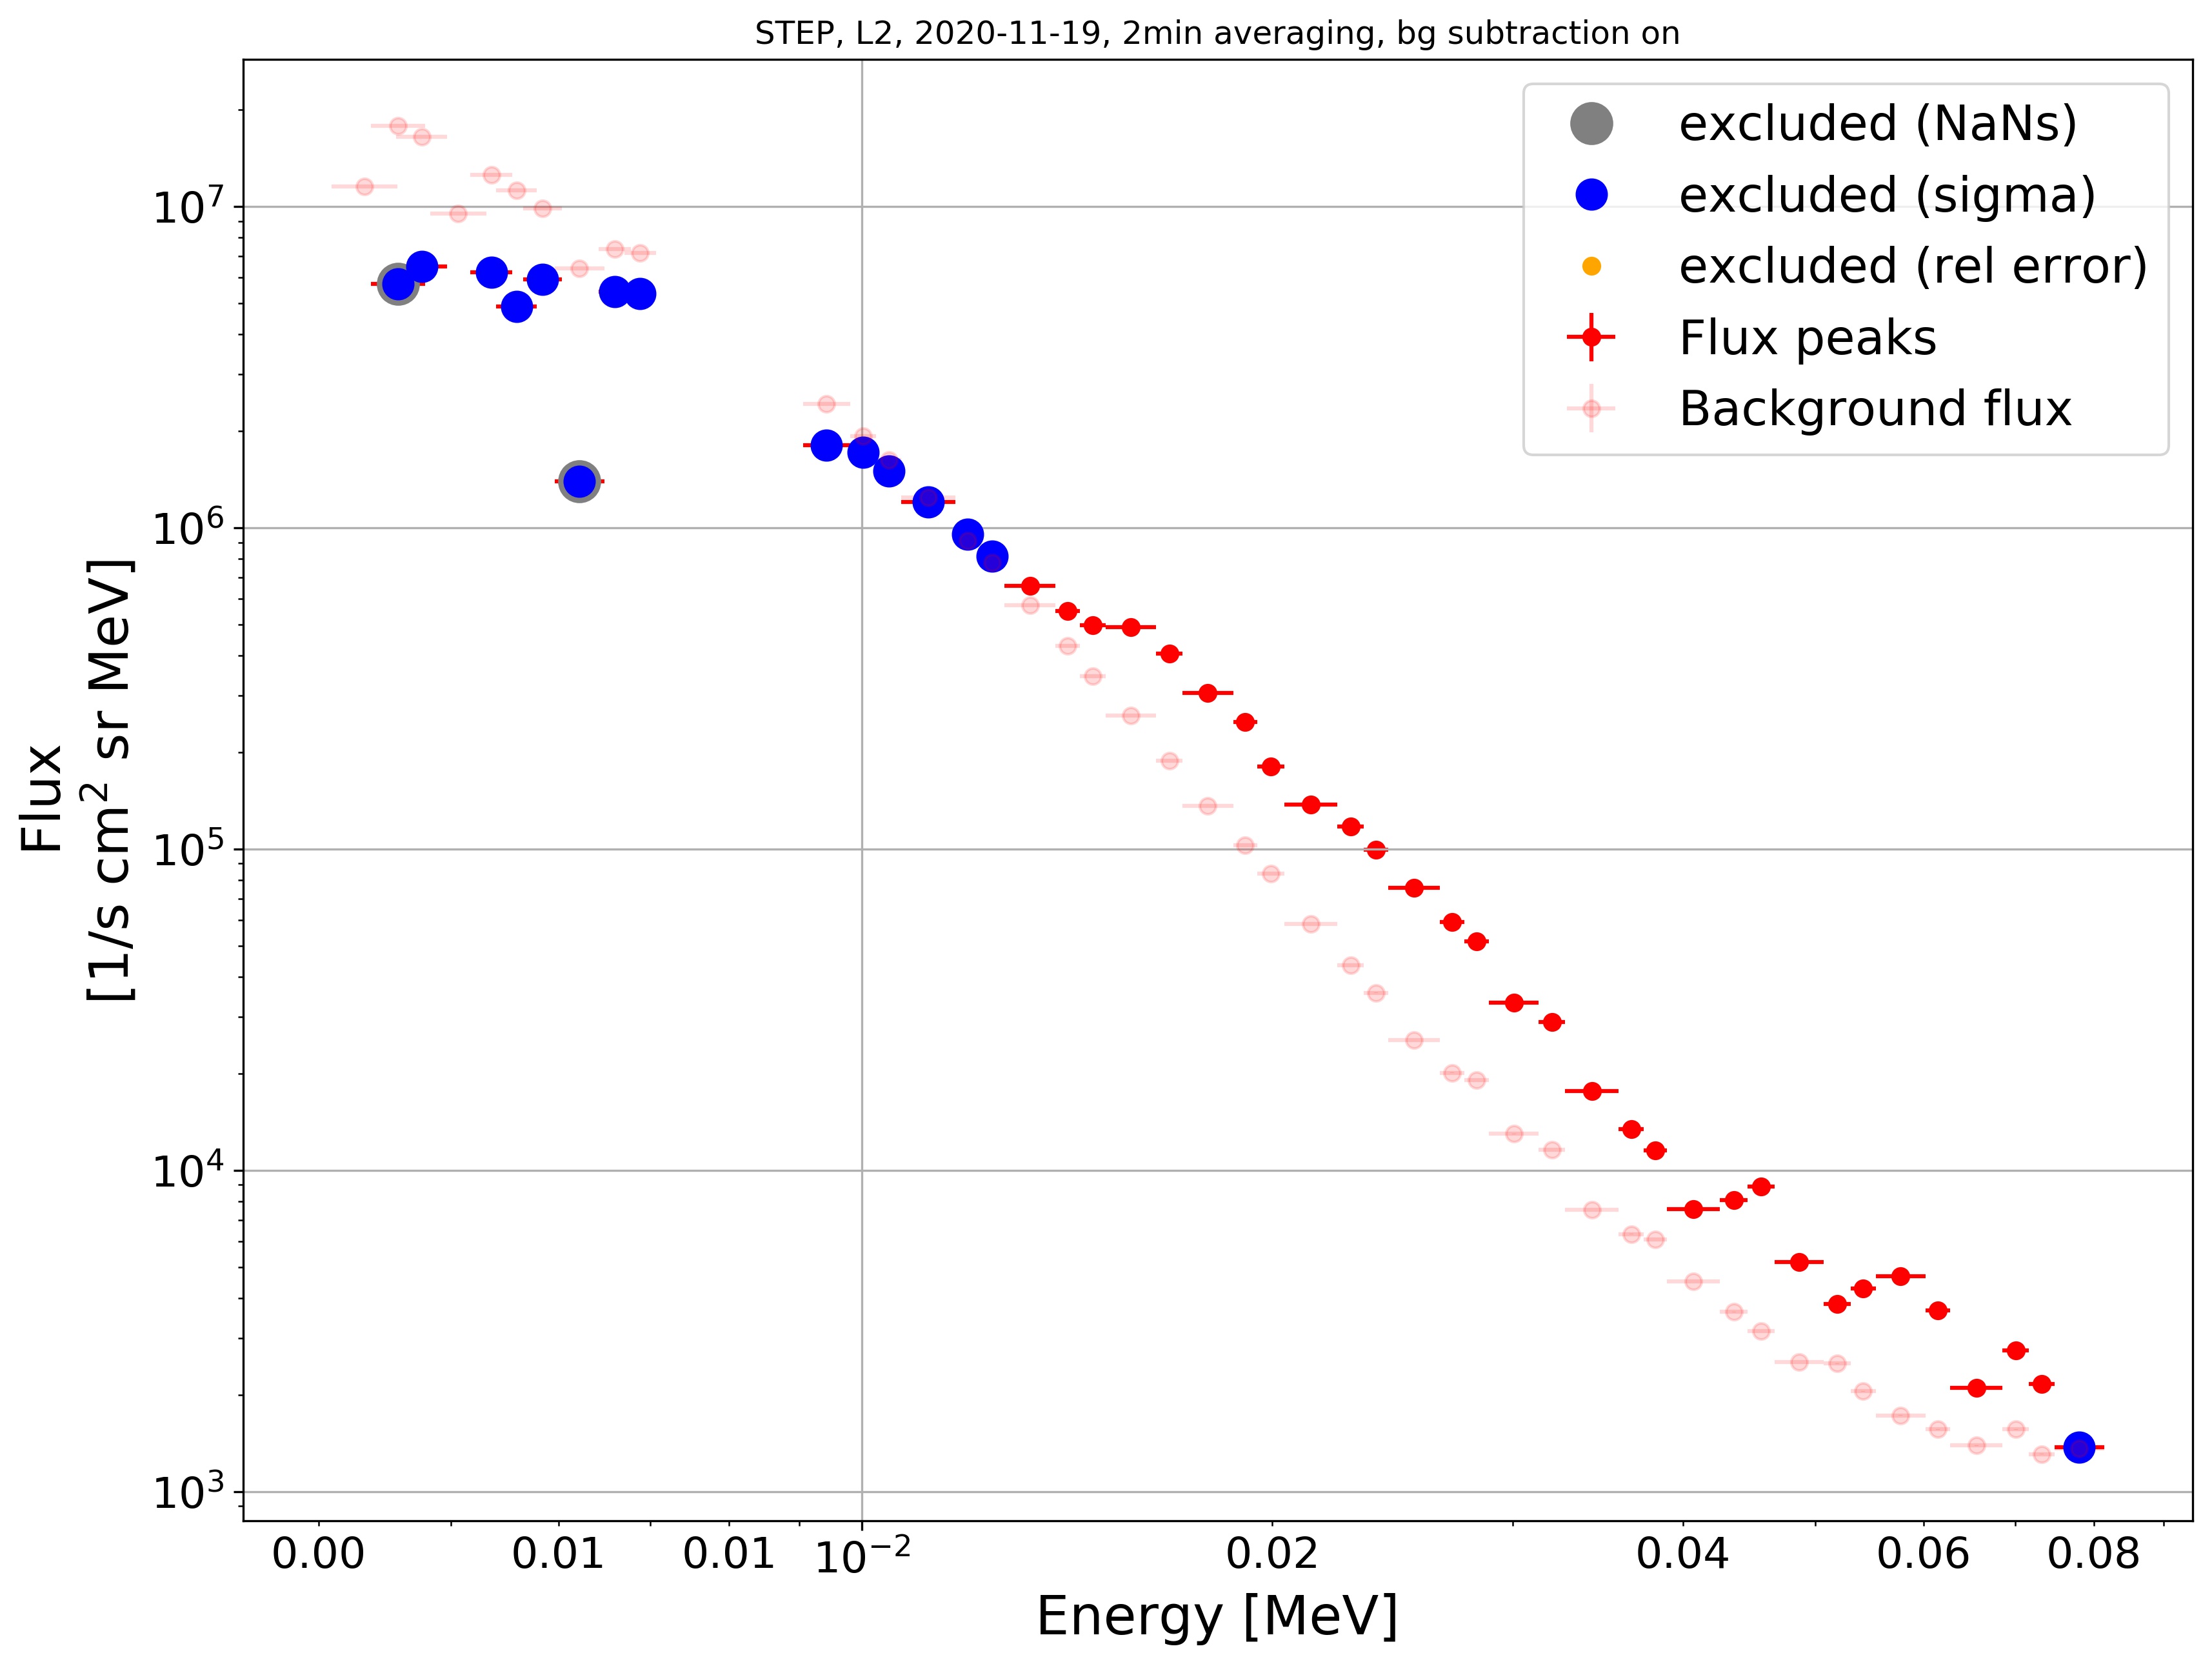 STEP, L2, 2020-11-19, 2min averaging, bg subtraction on
excluded (NaNs)
excluded (sigma)
excluded (rel error)
Flux peaks
Background flux
10⁷
10⁶
10⁵
10⁴
10³
Flux
[1/s cm² sr MeV]
0.00 0.01 0.01 10⁻² 0.02 0.04 0.06 0.08
Energy [MeV]